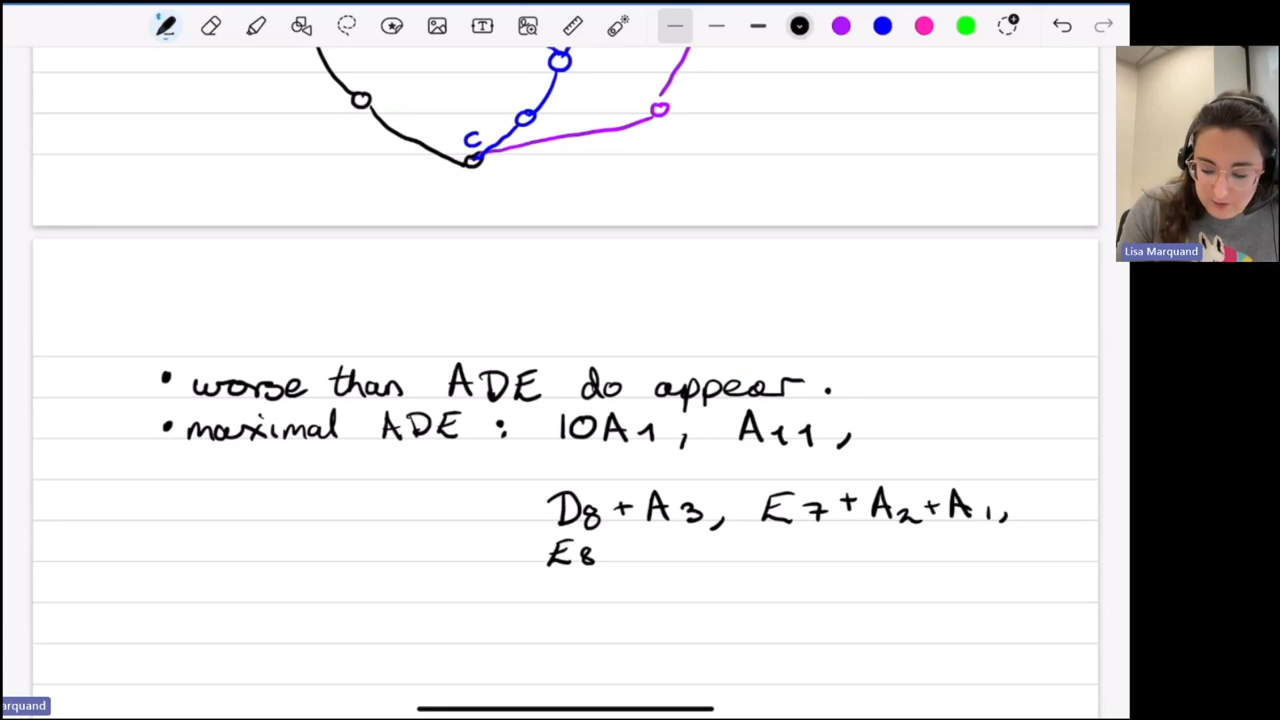 C
• worse than ADE do appear.
• maximal ADE : 10A1, A11,
D8 + A3, E7 + A2 + A1,
E8
Lisa Marquand
arquand